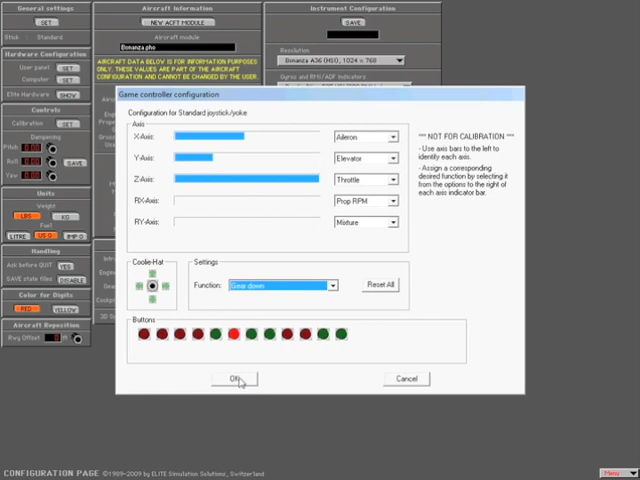 General settings
SET
Stick : Standard
Hardware Configuration
User panel SET
Computer SET
Elite Hardware SHOW
Controls
Calibration SET
Dampening
Pitch
Roll SAVE
Yaw
Units
Weight
LBS KG
Fuel
LITRE US G IMP G
Handling
Ask before QUIT YES
SAVE state files: DISABLE
Color for Digits
RED YELLOW
Aircraft Reposition
Rwy Offset ft
Aircraft Information
NEW ACFT MODULE
Aircraft module
Bonanza.pho
AIRCRAFT DATA BELOW IS FOR INFORMATION PURPOSES
ONLY. THESE VALUES ARE PART OF THE AIRCRAFT
CONFIGURATION AND CANNOT BE CHANGED BY THE USER.
Instrument Configuration
SAVE
Resolution
Bonanza A36 (HSI), 1024 x 768
Gyros and RMI/ADF Indicators
Game controller configuration
Configuration for Standard joystick/yoke
Axis
X-Axis: Aileron
Y-Axis: Elevator
Z-Axis: Throttle
RX-Axis: Prop RPM
RY-Axis: Mixture
*** NOT FOR CALIBRATION ***
- Use axis bars to the left to
identify each axis.
- Assign a corresponding
desired function by selecting it
from the options to the right of
each axis indicator bar.
Coolie-Hat
Settings
Function: Gear down Reset All
Buttons
OK Cancel
CONFIGURATION PAGE ©1989-2009 by ELITE Simulation Solutions, Switzerland
Menu